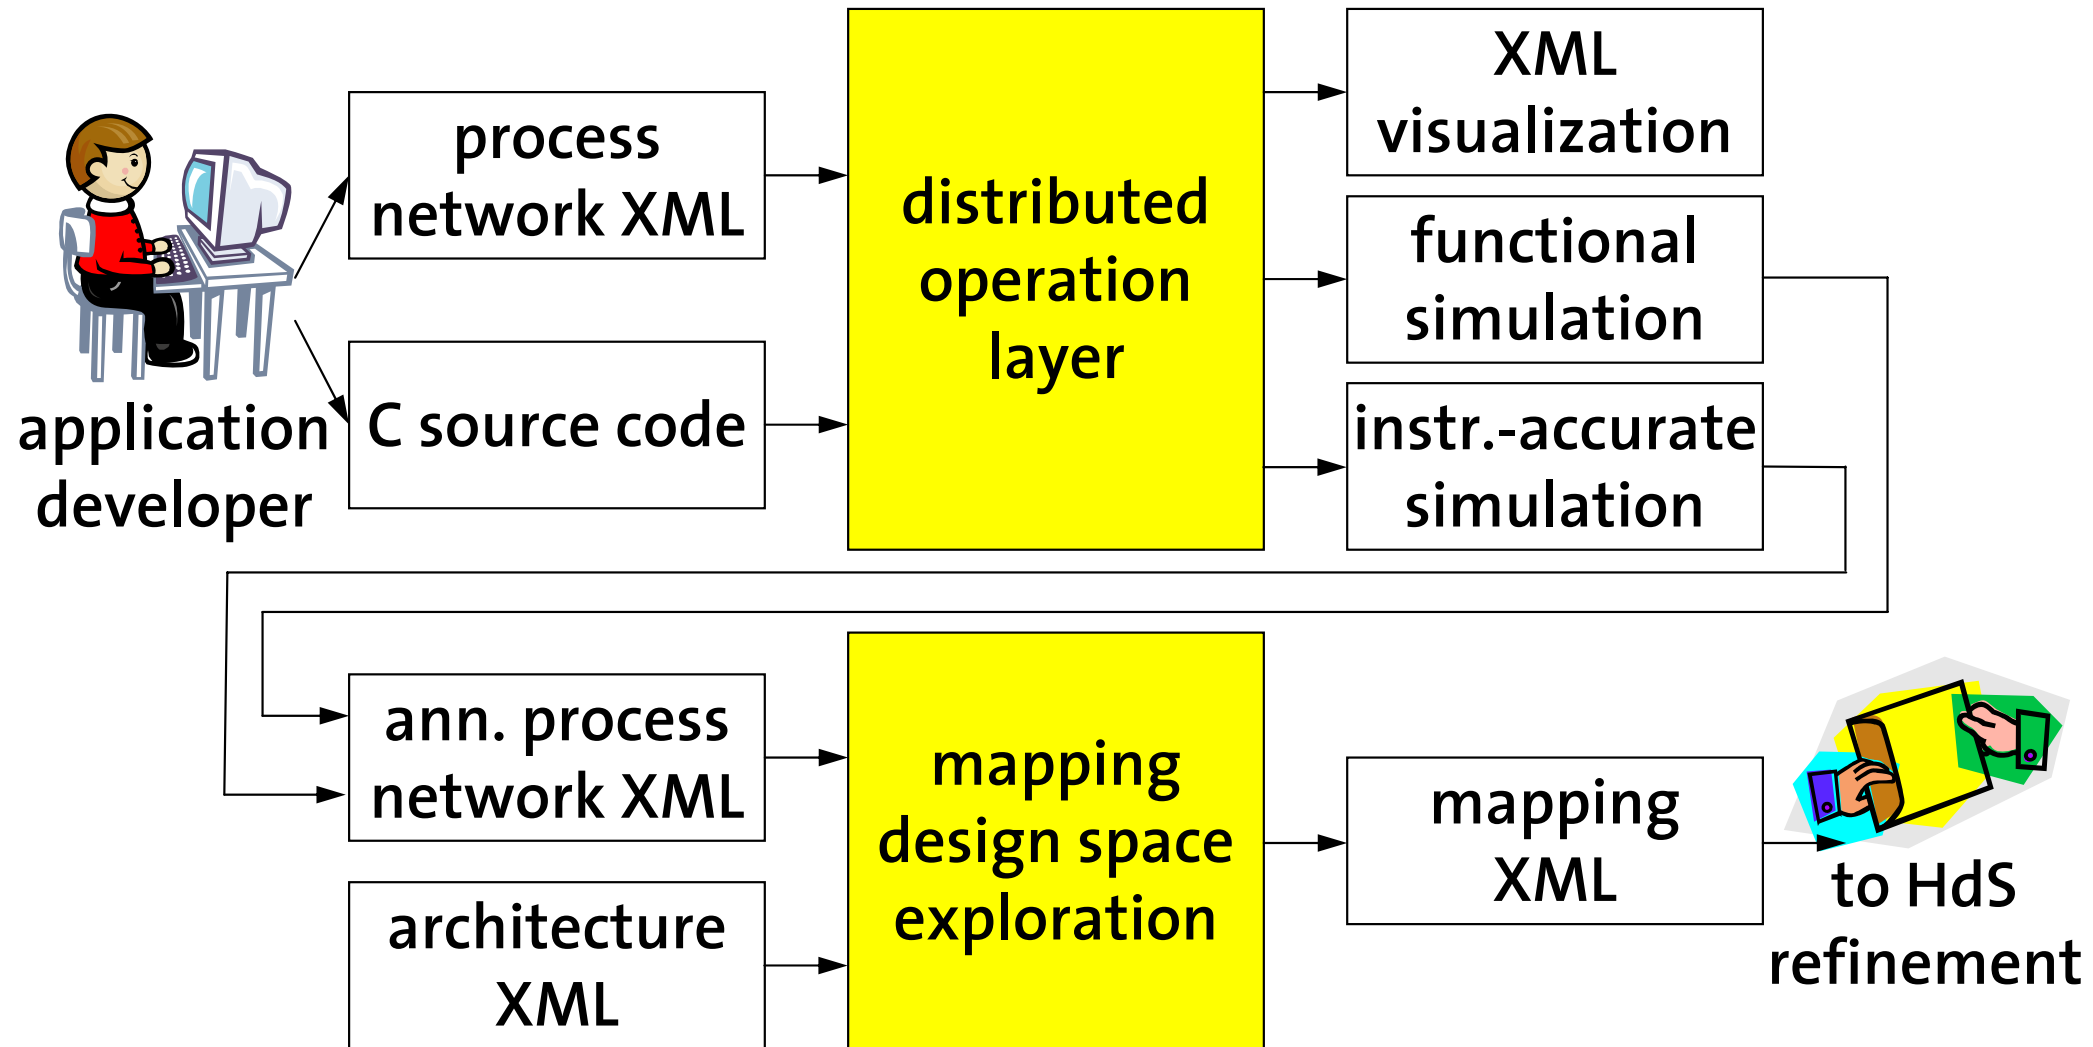 process
network XML
C source code
application
developer
distributed
operation
layer
XML
visualization
functional
simulation
instr.-accurate
simulation
ann. process
network XML
architecture
XML
mapping
design space
exploration
mapping
XML
to HdS
refinement